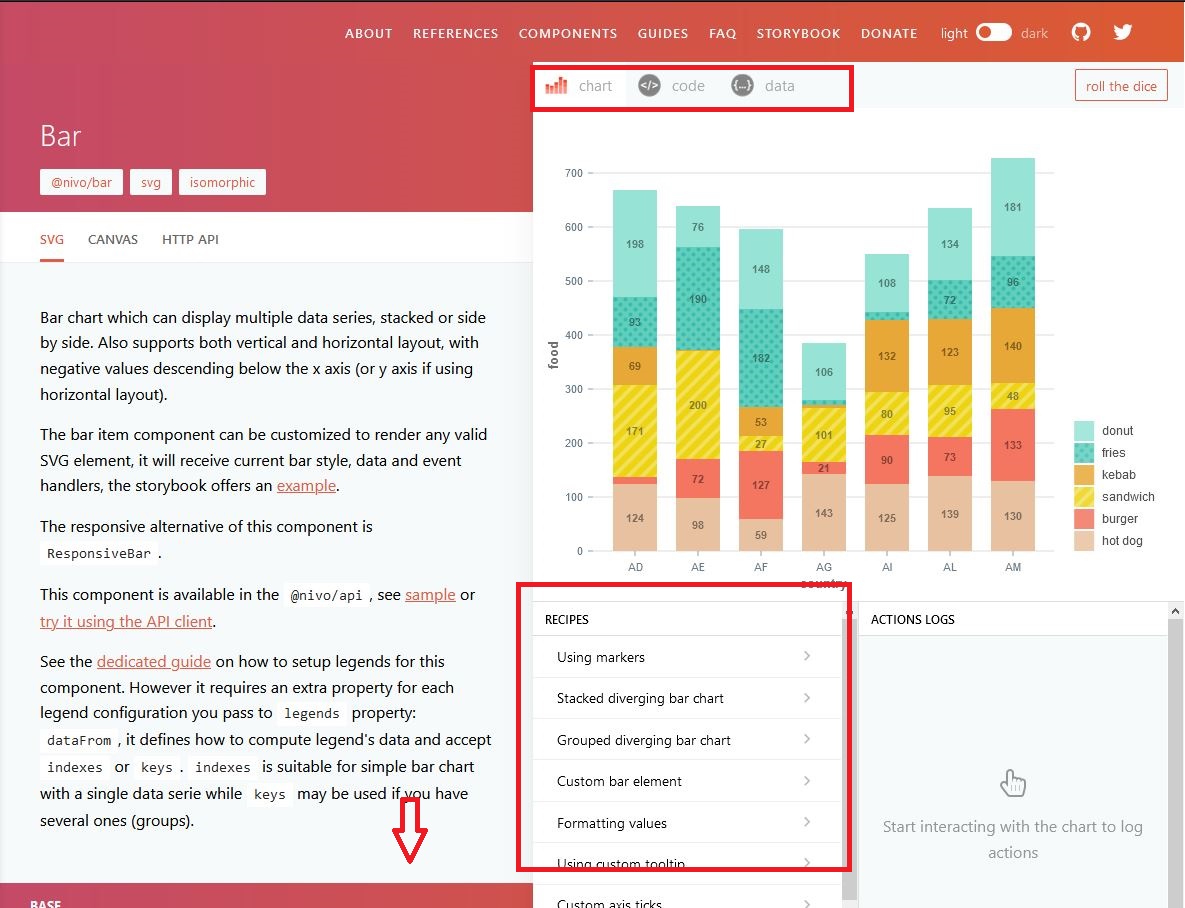 ABOUT REFERENCES COMPONENTS GUIDES FAQ STORYBOOK DONATE light dark
chart code data
roll the dice
Bar
@nivo/bar svg isomorphic
SVG CANVAS HTTP API
Bar chart which can display multiple data series, stacked or side
by side. Also supports both vertical and horizontal layout, with
negative values descending below the x axis (or y axis if using
horizontal layout).
The bar item component can be customized to render any valid
SVG element, it will receive current bar style, data and event
handlers, the storybook offers an example.
The responsive alternative of this component is
ResponsiveBar .
This component is available in the @nivo/api , see sample or
try it using the API client.
See the dedicated guide on how to setup legends for this
component. However it requires an extra property for each
legend configuration you pass to legends property:
dataFrom , it defines how to compute legend's data and accept
indexes or keys . indexes is suitable for simple bar chart
with a single data serie while keys may be used if you have
several ones (groups).
BASE
700
600
500
400
300
200
100
0
food
198
93
69
171
124
76
190
200
72
98
148
182
53
27
127
59
106
101
21
143
108
132
80
90
125
134
72
123
95
73
139
181
96
140
48
133
130
AD AE AF AG AI AL AM
country
donut
fries
kebab
sandwich
burger
hot dog
RECIPES
Using markers
Stacked diverging bar chart
Grouped diverging bar chart
Custom bar element
Formatting values
Using custom tooltip
Custom axis ticks
ACTIONS LOGS
Start interacting with the chart to log
actions